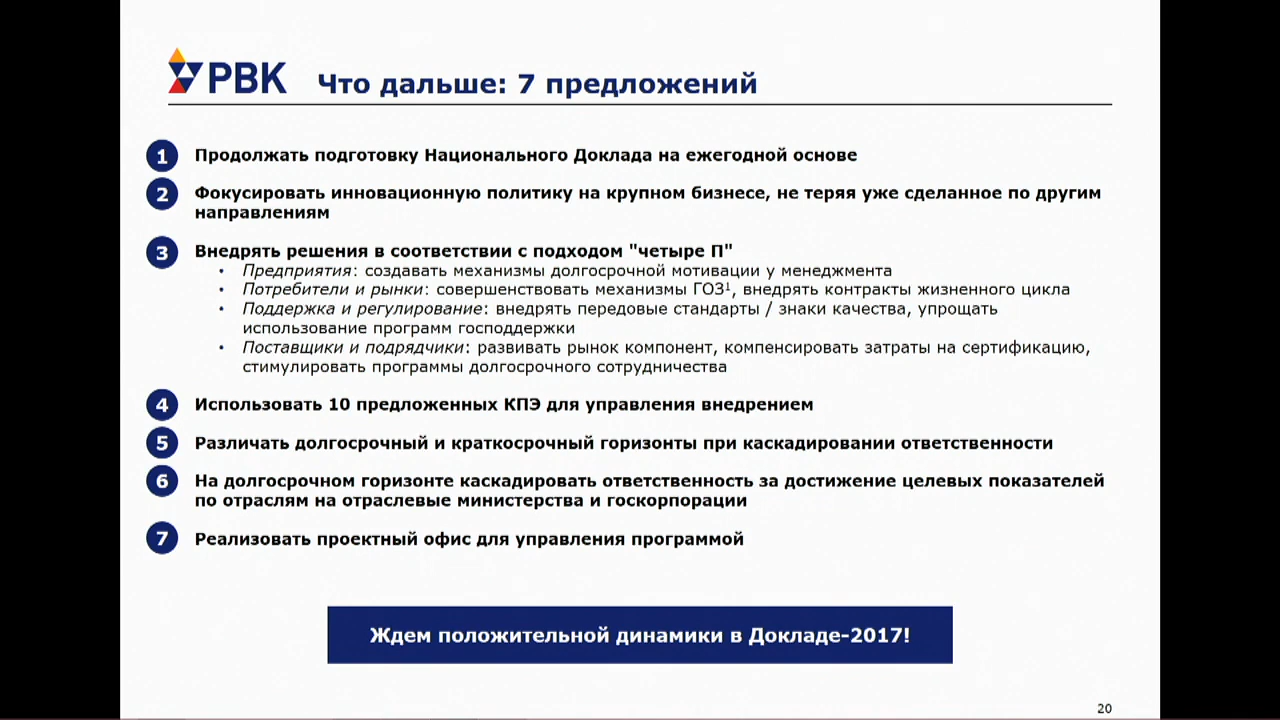 РВК
Что дальше: 7 предложений
1 Продолжать подготовку Национального Доклада на ежегодной основе
2 Фокусировать инновационную политику на крупном бизнесе, не теряя уже сделанное по другим
направлениям
3 Внедрять решения в соответствии с подходом "четыре П"
• Предприятия: создавать механизмы долгосрочной мотивации у менеджмента
• Потребители и рынки: совершенствовать механизмы ГОЗ¹, внедрять контракты жизненного цикла
• Поддержка и регулирование: внедрять передовые стандарты / знаки качества, упрощать
использование программ господдержки
• Поставщики и подрядчики: развивать рынок компонент, компенсировать затраты на сертификацию,
стимулировать программы долгосрочного сотрудничества
4 Использовать 10 предложенных КПЭ для управления внедрением
5 Различать долгосрочный и краткосрочный горизонты при каскадировании ответственности
6 На долгосрочном горизонте каскадировать ответственность за достижение целевых показателей
по отраслям на отраслевые министерства и госкорпорации
7 Реализовать проектный офис для управления программой
Ждем положительной динамики в Докладе-2017!
20